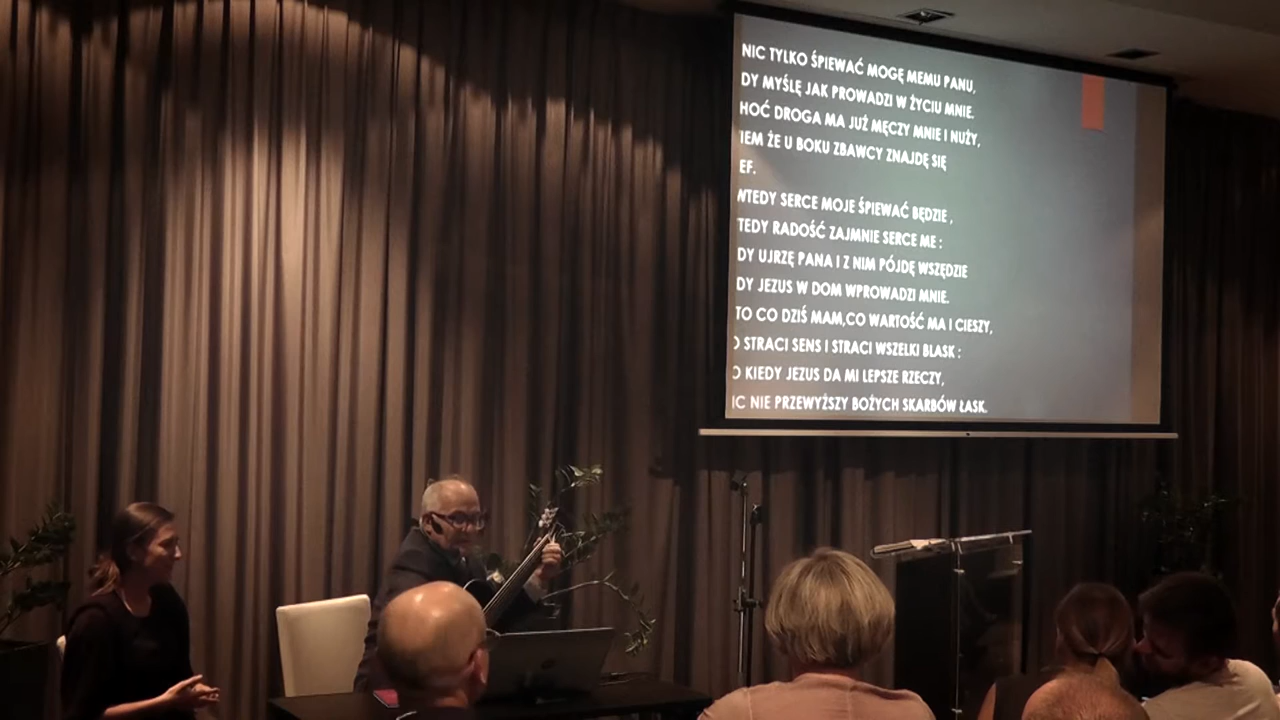 NIC TYLKO ŚPIEWAĆ MOGĘ MEMU PANU,
DY MYŚLĘ JAK PROWADZI W ŻYCIU MNIE.
HOĆ DROGA MA JUŻ MĘCZY MNIE I NUŻY,
IEM ŻE U BOKU ZBAWCY ZNAJDĘ SIĘ
EF.
WTEDY SERCE MOJE ŚPIEWAĆ BĘDZIE ,
TEDY RADOŚĆ ZAJMNIE SERCE ME :
DY UJRZĘ PANA I Z NIM PÓJDĘ WSZĘDZIE
DY JEZUS W DOM WPROWADZI MNIE.
TO CO DZIŚ MAM,CO WARTOŚĆ MA I CIESZY,
O STRACI SENS I STRACI WSZELKI BLASK :
O KIEDY JEZUS DA MI LEPSZE RZECZY,
IC NIE PRZEWYŻSZY BOŻYCH SKARBÓW ŁASK.